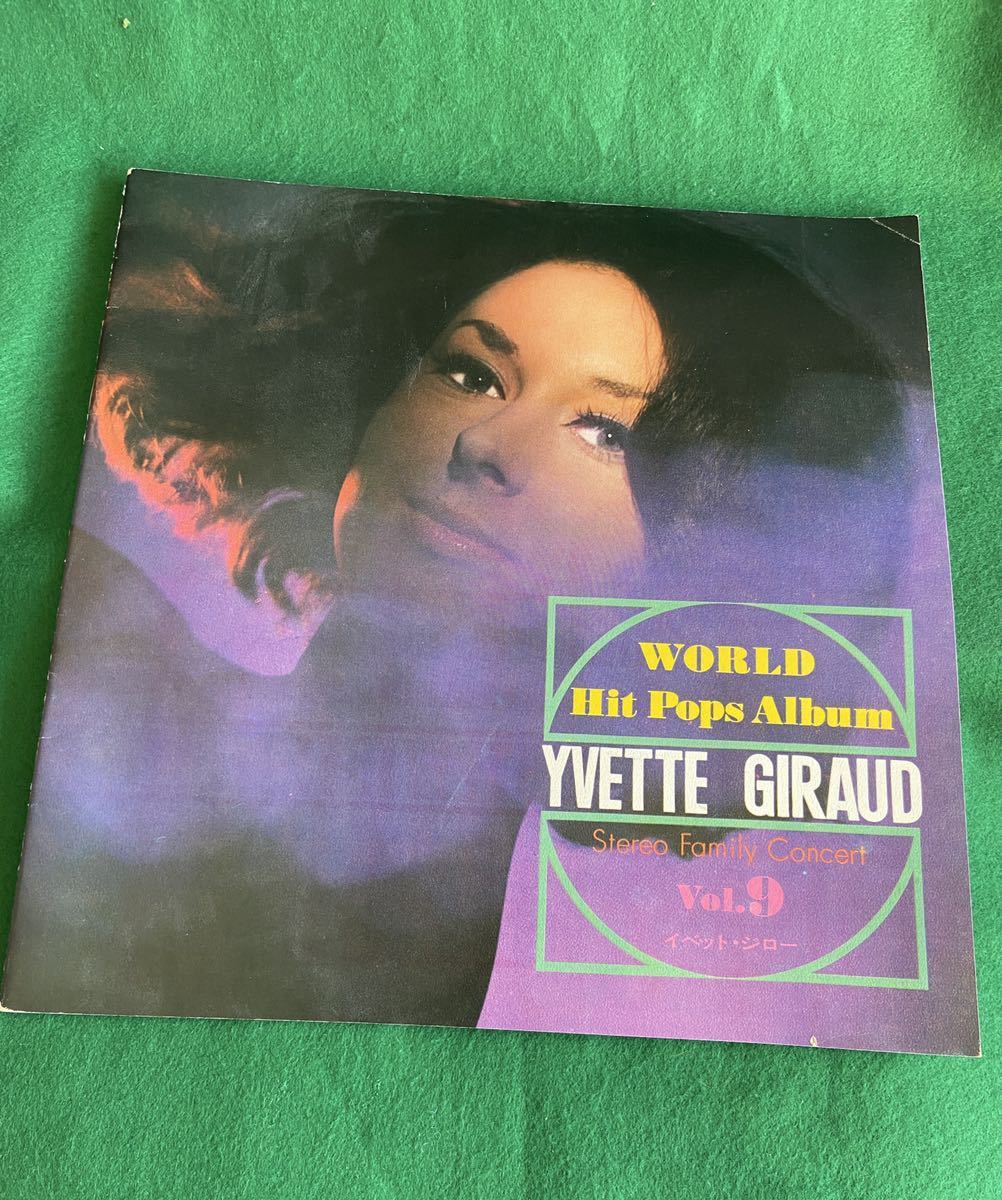 WORLD
Hit Pops Album
YVETTE GIRAUD
Stereo Family Concert
Vol.9
イベット・ジロー